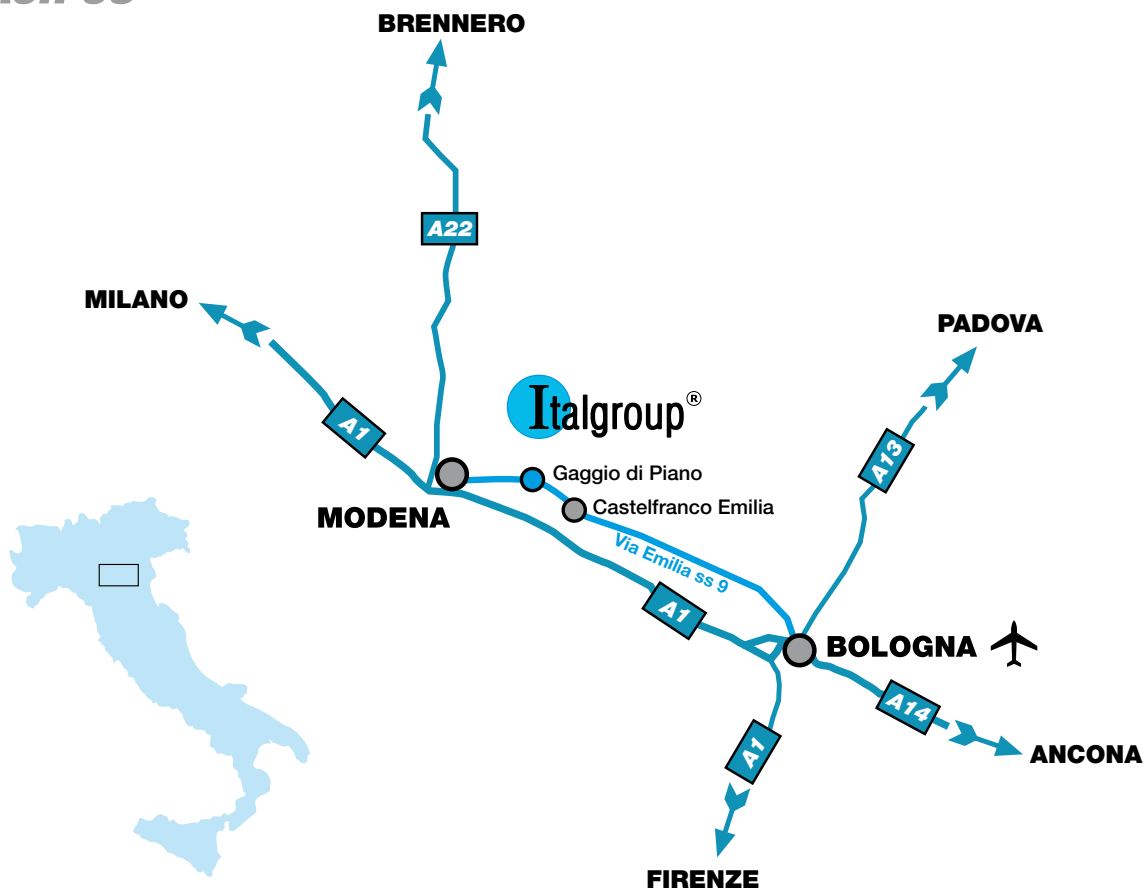 BRENNERO
A22
MILANO
PADOVA
A1
Italgroup®
A13
Gaggio di Piano
Castelfranco Emilia
MODENA
Via Emilia ss 9
A1
BOLOGNA
A14
A1
ANCONA
FIRENZE